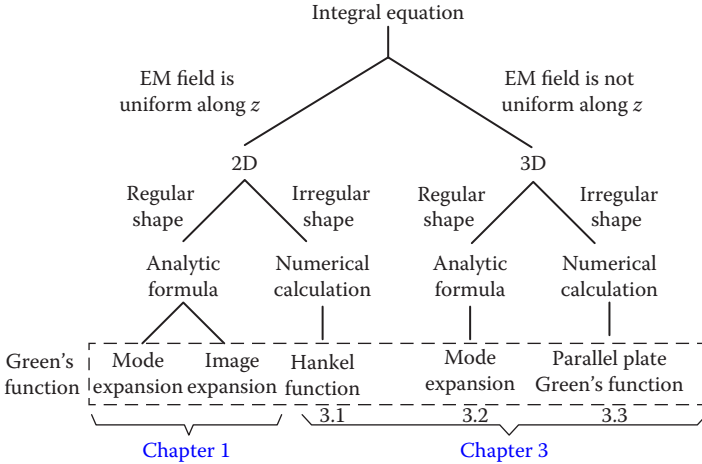 Integral equation
EM field is
uniform along z
EM field is not
uniform along z
2D
3D
Regular
shape
Irregular
shape
Regular
shape
Irregular
shape
Analytic
formula
Numerical
calculation
Analytic
formula
Numerical
calculation
Green's
function
Mode
expansion
Image
expansion
Hankel
function
Mode
expansion
Parallel plate
Green's function
3.1
3.2
3.3
Chapter 1
Chapter 3